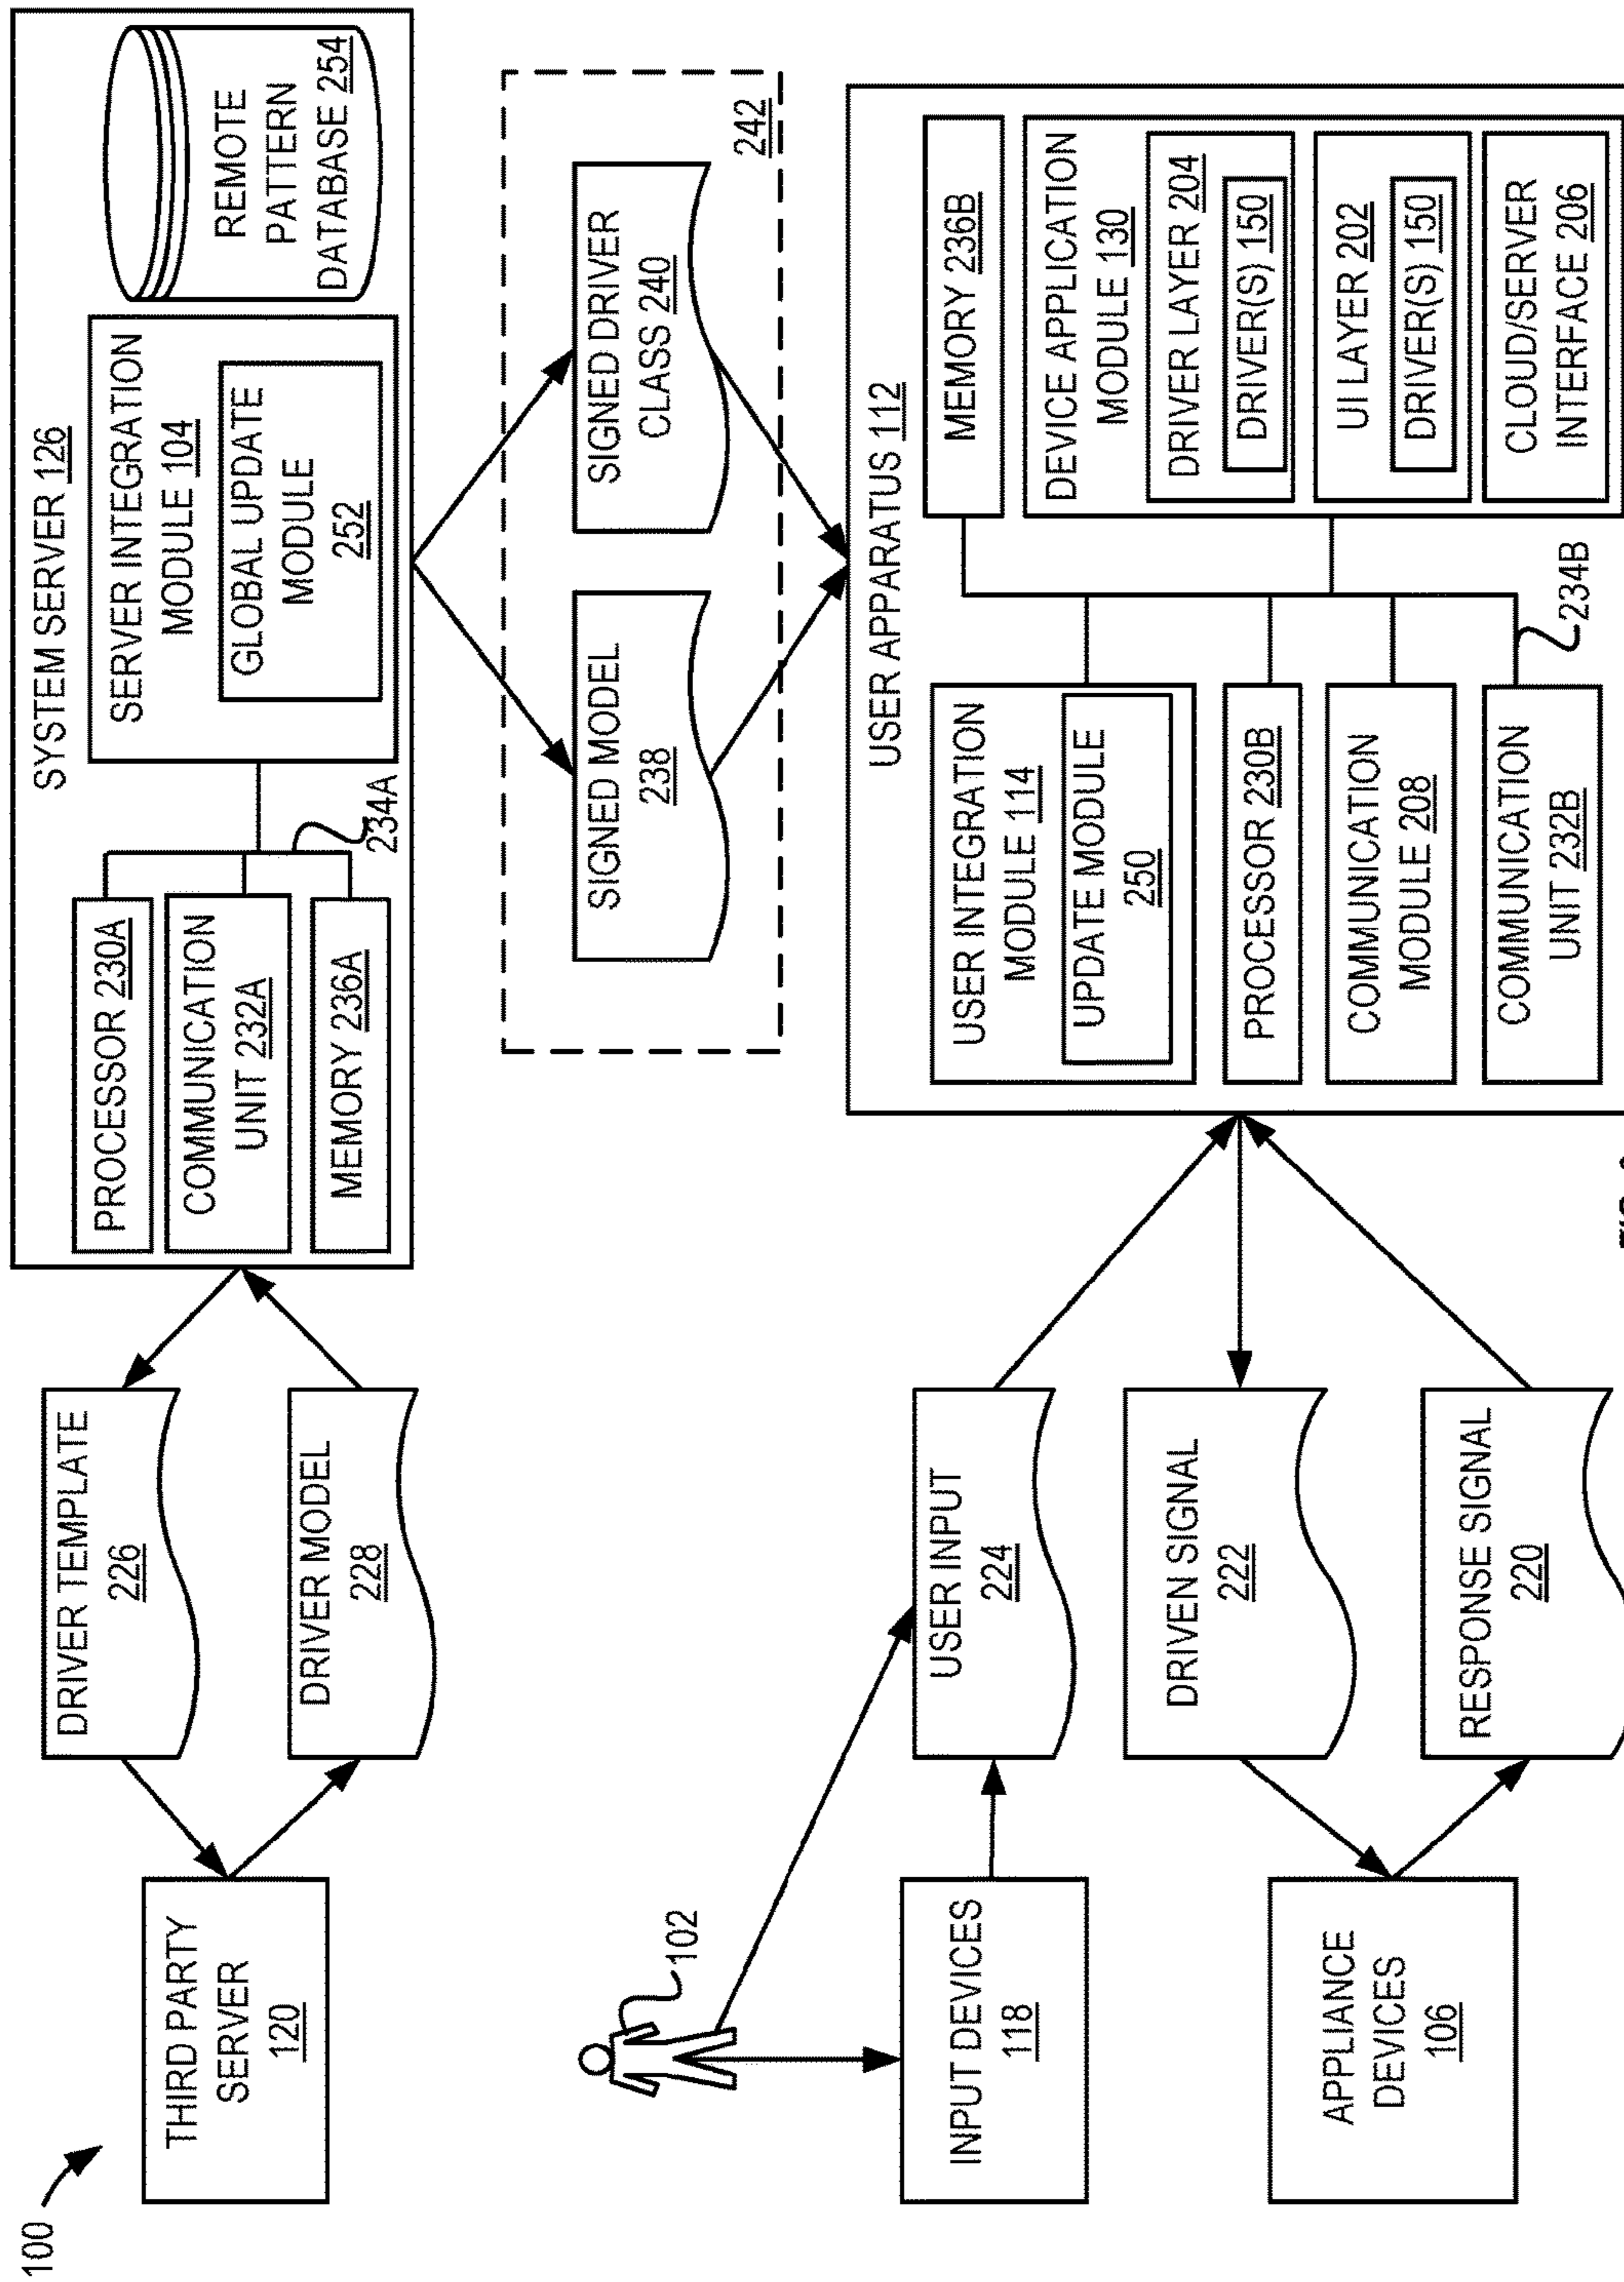 100
THIRD PARTY
SERVER
120
DRIVER TEMPLATE
226
DRIVER MODEL
228
SYSTEM SERVER 126
PROCESSOR 230A
COMMUNICATION
UNIT 232A
MEMORY 236A
234A
SERVER INTEGRATION
MODULE 104
GLOBAL UPDATE
MODULE
252
REMOTE
PATTERN
DATABASE 254
SIGNED MODEL
238
SIGNED DRIVER
CLASS 240
242
102
INPUT DEVICES
118
APPLIANCE
DEVICES
106
USER INPUT
224
DRIVEN SIGNAL
222
RESPONSE SIGNAL
220
USER APPARATUS 112
USER INTEGRATION
MODULE 114
UPDATE MODULE
250
PROCESSOR 230B
COMMUNICATION
MODULE 208
COMMUNICATION
UNIT 232B
234B
MEMORY 236B
DEVICE APPLICATION
MODULE 130
DRIVER LAYER 204
DRIVER(S) 150
UI LAYER 202
DRIVER(S) 150
CLOUD/SERVER
INTERFACE 206